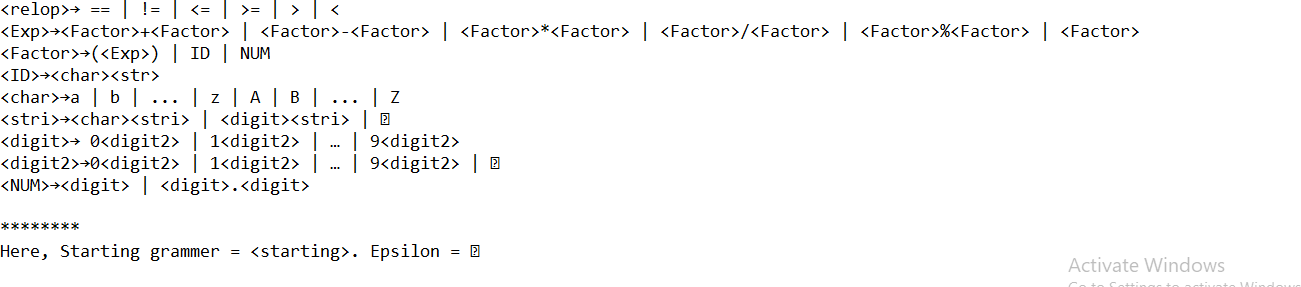 <relop>→ == | != | <= | >= | > | <
<Exp>→<Factor>+<Factor> | <Factor>-<Factor> | <Factor>*<Factor> | <Factor>/<Factor> | <Factor>%<Factor> | <Factor>
<Factor>→(<Exp>) | ID | NUM
<ID>→<char><str>
<char>→a | b | ... | z | A | B | ... | Z
<stri>→<char><stri> | <digit><stri> | 
<digit>→ 0<digit2> | 1<digit2> | … | 9<digit2>
<digit2>→0<digit2> | 1<digit2> | … | 9<digit2> | 
<NUM>→<digit> | <digit>.<digit>
********
Here, Starting grammer = <starting>. Epsilon = 
Activate Windows
Go to Settings to activate Windows